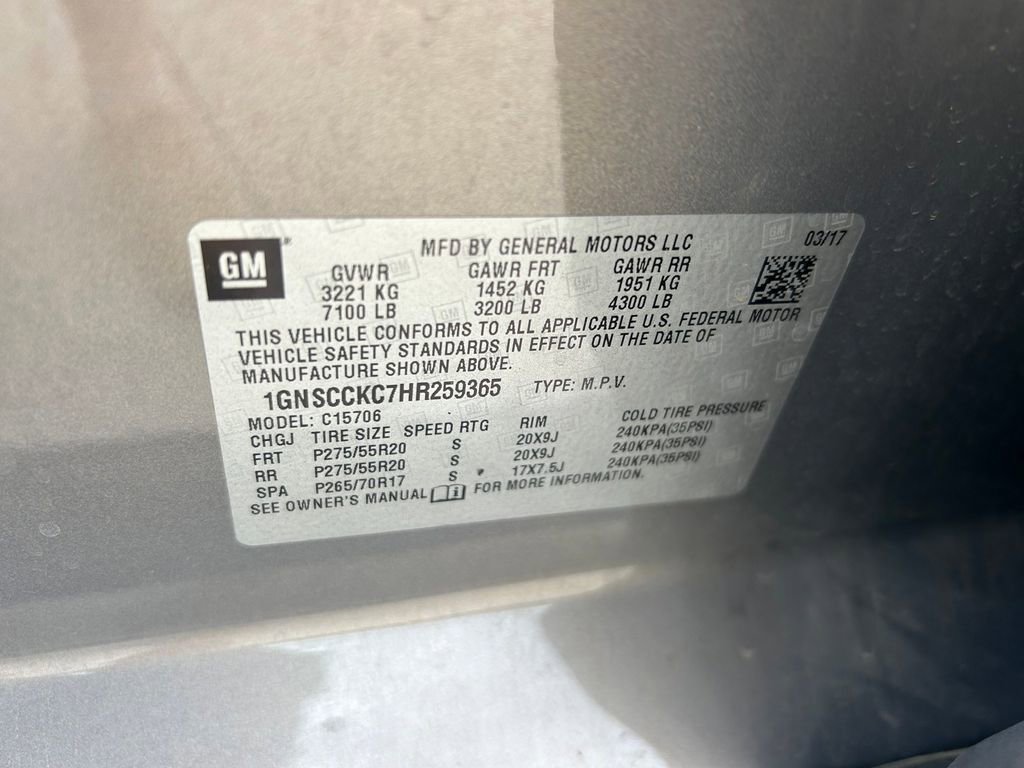 GM
MFD BY GENERAL MOTORS LLC 03/17
GVWR GAWR FRT GAWR RR
3221 KG 1452 KG 1951 KG
7100 LB 3200 LB 4300 LB
THIS VEHICLE CONFORMS TO ALL APPLICABLE U.S. FEDERAL MOTOR
VEHICLE SAFETY STANDARDS IN EFFECT ON THE DATE OF
MANUFACTURE SHOWN ABOVE.
1GNSCCKC7HR259365 TYPE: M.P.V.
MODEL: C15706
CHGJ TIRE SIZE SPEED RTG RIM COLD TIRE PRESSURE
FRT P275/55R20 S 20X9J 240KPA(35PSI)
RR P275/55R20 S 20X9J 240KPA(35PSI)
SPA P265/70R17 S 17X7.5J 240KPA(35PSI)
SEE OWNER'S MANUAL FOR MORE INFORMATION.